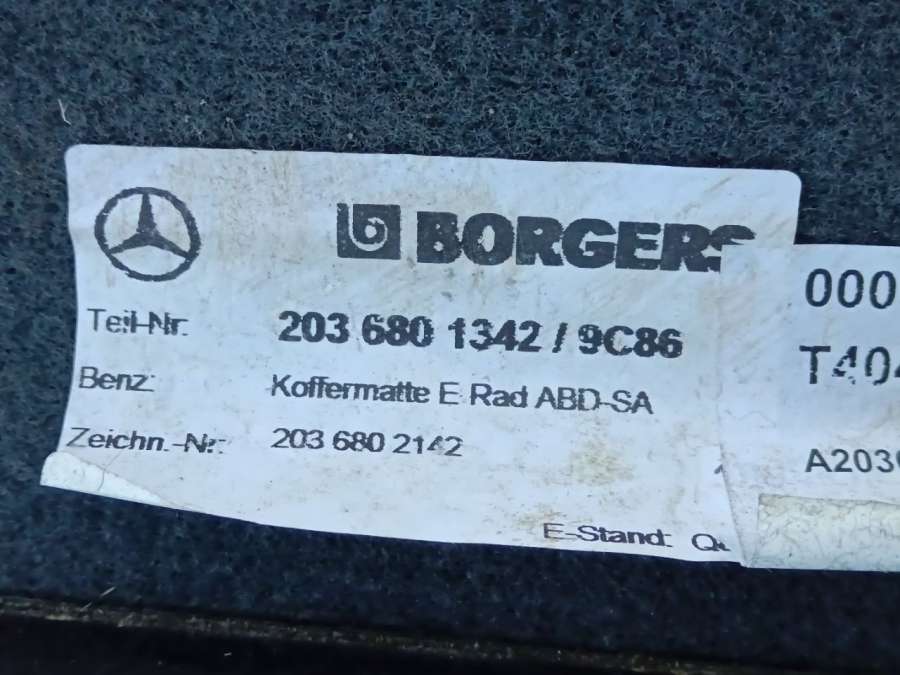 BORGERS
Teil-Nr. 203 680 1342 / 9C86
Benz: Koffermatte E Rad ABD-SA
Zeichn.-Nr.: 203 680 2142
E-Stand:
000
T404
A203